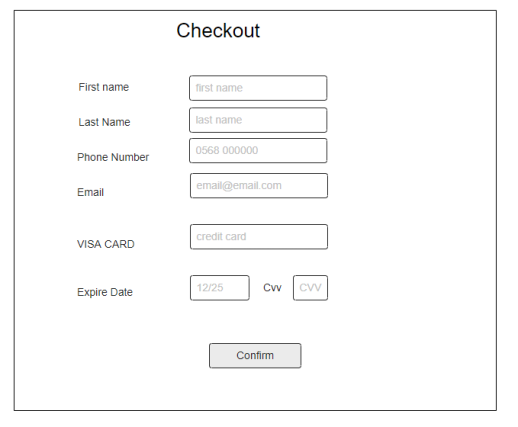 Checkout
First name first name
Last Name last name
Phone Number 0568 000000
Email email@email.com
VISA CARD credit card
Expire Date 12/25 Cvv CVV
Confirm